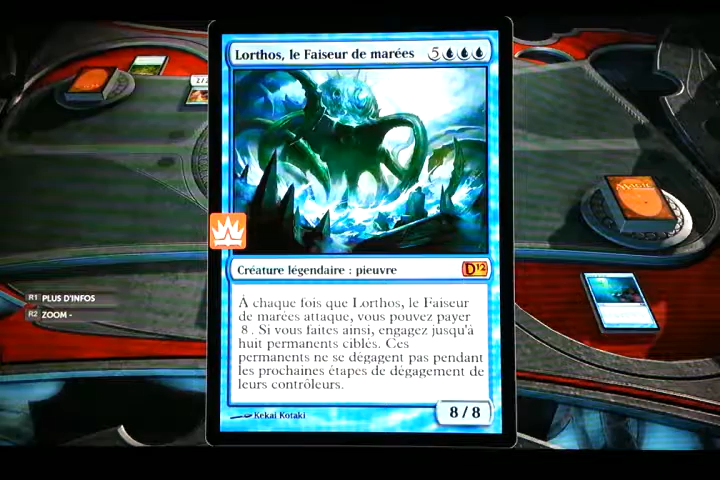 Lorthos, le Faiseur de marées 5
Créature légendaire : pieuvre D12
À chaque fois que Lorthos, le Faiseur
de marées attaque, vous pouvez payer
8 . Si vous faites ainsi, engagez jusqu'à
huit permanents ciblés. Ces
permanents ne se dégagent pas pendant
les prochaines étapes de dégagement de
leurs contrôleurs.
Kekai Kotaki
8 / 8
R1 PLUS D'INFOS
R2 ZOOM -
MAGIC